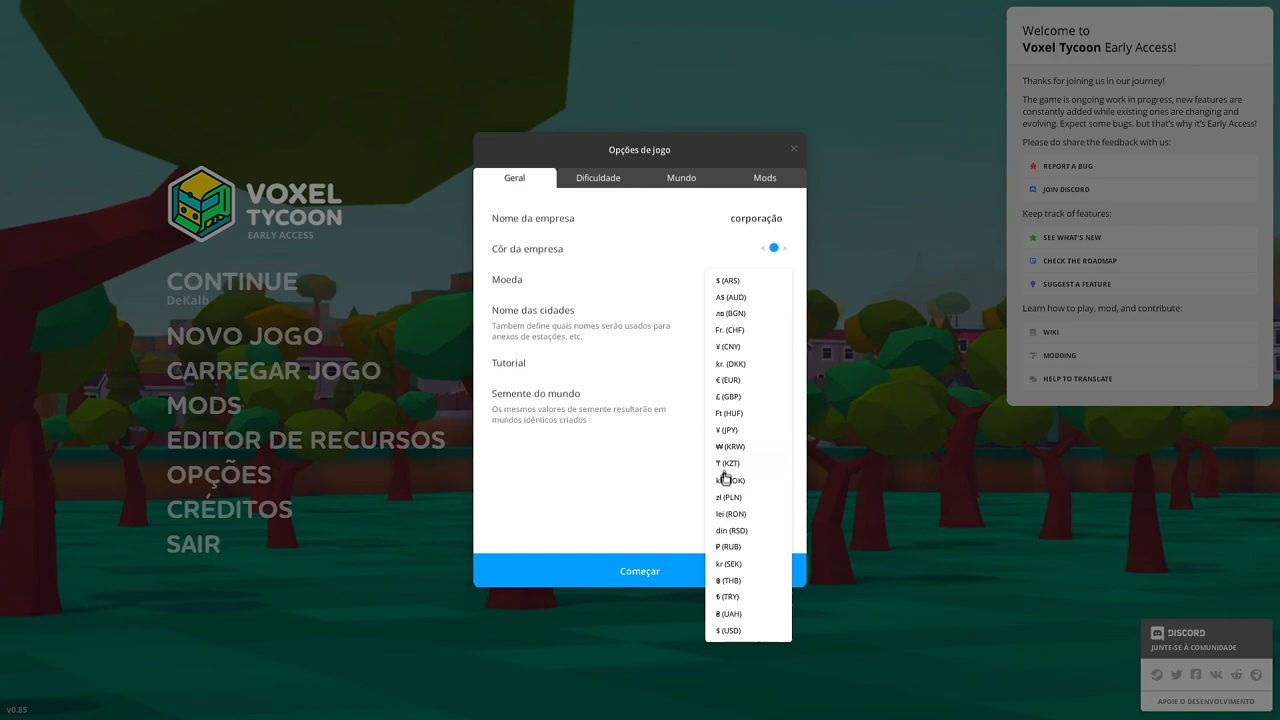 VOXEL
TYCOON
EARLY ACCESS
CONTINUE
DeKalb
NOVO JOGO
CARREGAR JOGO
MODS
EDITOR DE RECURSOS
OPÇÕES
CRÉDITOS
SAIR
v0.85
Opções de jogo
Geral
Dificuldade
Mundo
Mods
Nome da empresa
corporação
Côr da empresa
Moeda
Nome das cidades
Também define quais nomes serão usados para
anexos de estações, etc.
Tutorial
Semente do mundo
Os mesmos valores de semente resultarão em
mundos idênticos criados
Começar
$ (ARS)
A$ (AUD)
лв (BGN)
Fr. (CHF)
¥ (CNY)
kr. (DKK)
€ (EUR)
£ (GBP)
Ft (HUF)
¥ (JPY)
₩ (KRW)
₸ (KZT)
zł (PLN)
lei (RON)
din (RSD)
₽ (RUB)
kr (SEK)
฿ (THB)
₺ (TRY)
₴ (UAH)
$ (USD)
Welcome to
Voxel Tycoon Early Access!
Thanks for joining us in our journey!
The game is ongoing work in progress, new features are
constantly added while existing ones are changing and
evolving. Expect some bugs, but that's why it's Early Access!
Please do share the feedback with us:
REPORT A BUG
JOIN DISCORD
Keep track of features:
SEE WHAT'S NEW
CHECK THE ROADMAP
SUGGEST A FEATURE
Learn how to play, mod, and contribute:
WIKI
MODDING
HELP TO TRANSLATE
DISCORD
JUNTE-SE À COMUNIDADE
APOIE O DESENVOLVIMENTO